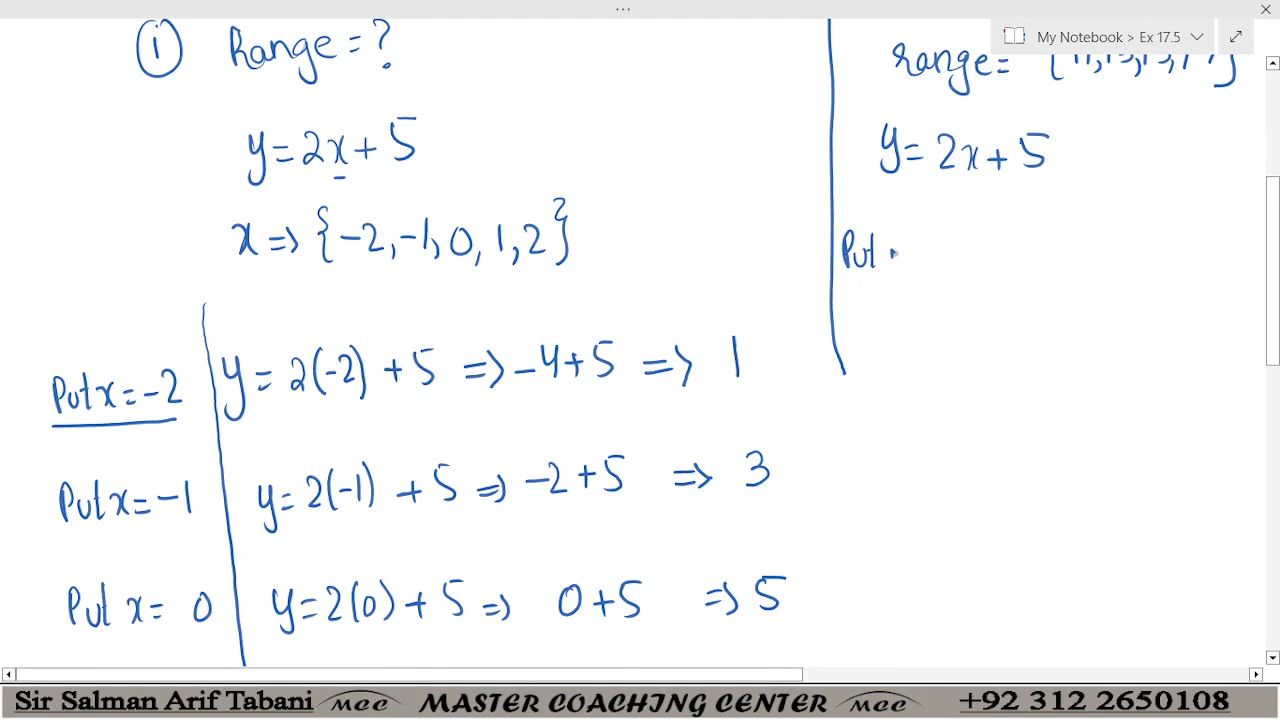 ...
My Notebook > Ex 17.5
① Range = ?
y = 2x + 5
x => {-2, -1, 0, 1, 2}
Put x = -2 y = 2(-2) + 5 => -4 + 5 => 1
Put x = -1 y = 2(-1) + 5 => -2 + 5 => 3
Put x = 0 y = 2(0) + 5 => 0 + 5 => 5
range =
y = 2x + 5
Put
Sir Salman Arif Tabani mcc MASTER COACHING CENTER mcc +92 312 2650108